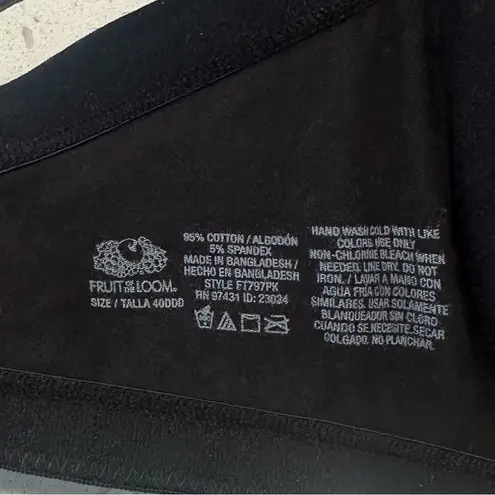 FRUIT OF THE LOOM®
SIZE / TALLA 40DDD
95% COTTON / ALGODÓN
5% SPANDEX
MADE IN BANGLADESH /
HECHO EN BANGLADESH
STYLE FT797PK
RN 97431 ID: 23024
HAND WASH COLD WITH LIKE
COLORS USE ONLY
NON-CHLORINE BLEACH WHEN
NEEDED. LINE DRY. DO NOT
IRON. / LAVAR A MANO CON
AGUA FRIA CON COLORES
SIMILARES. USAR SOLAMENTE
BLANQUEADOR SIN CLORO
CUANDO SE NECESITE. SECAR
COLGADO. NO PLANCHAR.